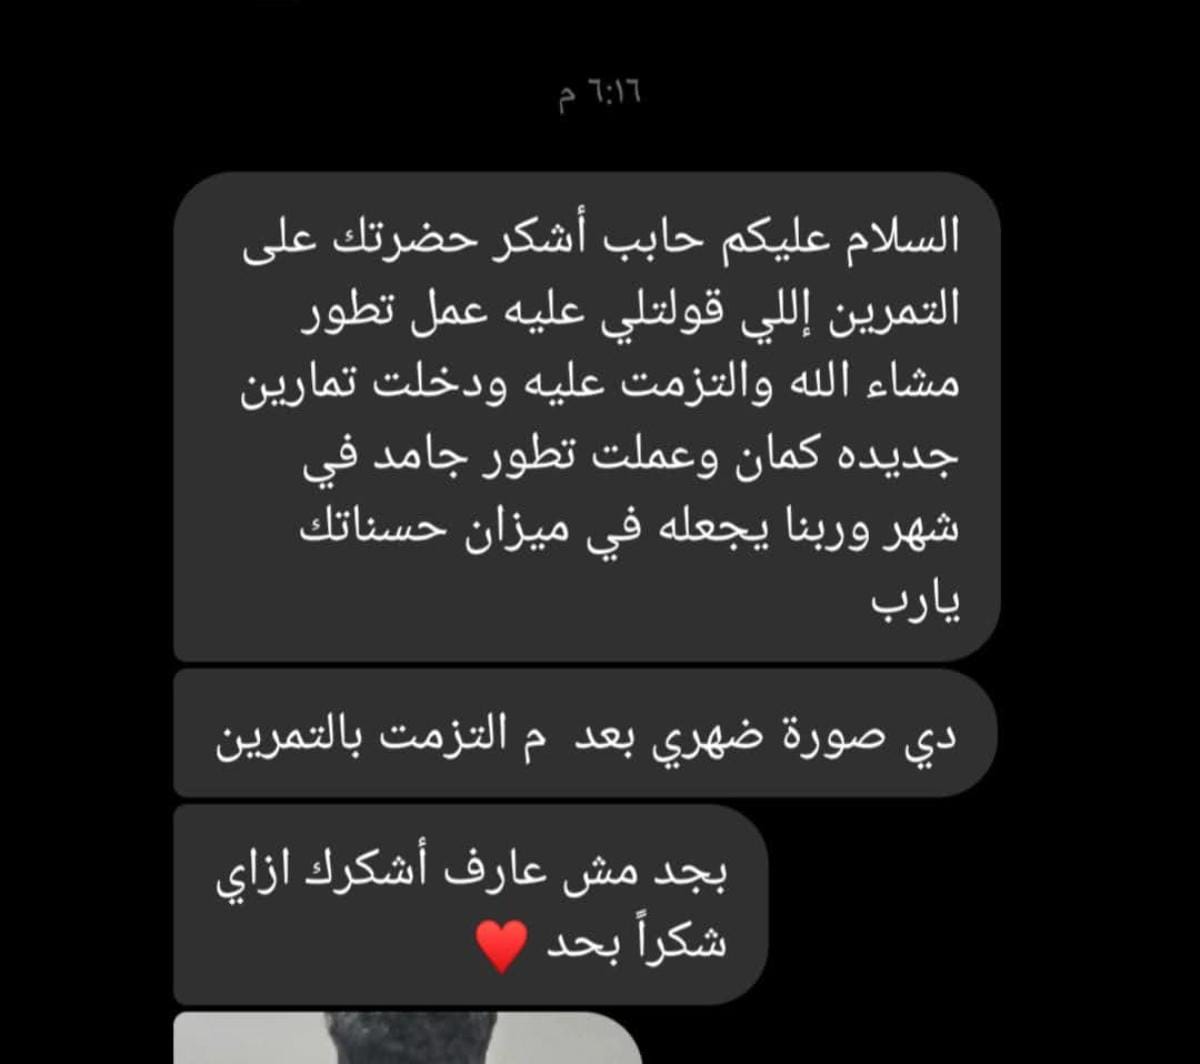 ٦:١٦ م
السلام عليكم حابب أشكر حضرتك على
التمرين إللي قولتلي عليه عمل تطور
مشاء الله والتزمت عليه ودخلت تمارين
جديده كمان وعملت تطور جامد في
شهر وربنا يجعله في ميزان حسناتك
يارب
دي صورة ضهري بعد  م التزمت بالتمرين
بجد مش عارف أشكرك ازاي
شكراً بحد ♥️